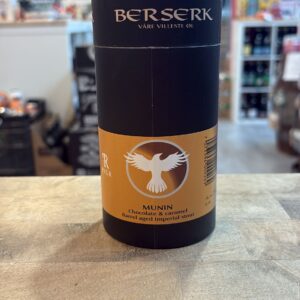 BERSERK
VÅRE VILLESTE ØL
MUNIN
Chocolate & caramel
Barrel aged imperial stout